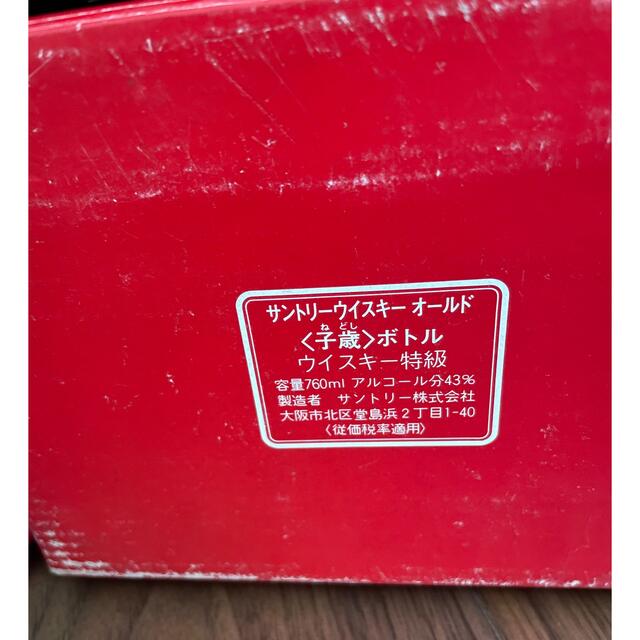 サントリーウイスキー オールド
ねどし
〈子歳〉ボトル
ウイスキー特級
容量760ml アルコール分43%
製造者 サントリー株式会社
大阪市北区堂島浜2丁目1-40
〈従価税率適用〉